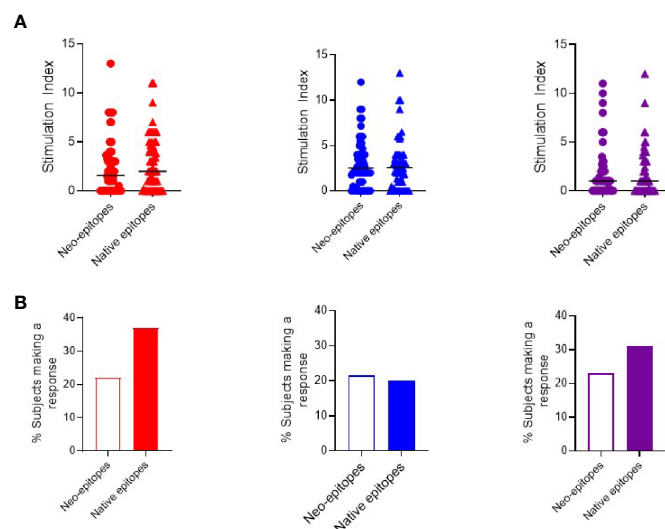 A
Stimulation Index
15
10
5
0
Neo-epitopes
Native epitopes
Stimulation Index
15
10
5
0
Neo-epitopes
Native epitopes
Stimulation Index
15
10
5
0
Neo-epitopes
Native epitopes
B
% Subjects making a
response
40
30
20
10
0
Neo-epitopes
Native epitopes
% Subjects making a
response
40
30
20
10
0
Neo-epitopes
Native epitopes
% Subjects making a
response
40
30
20
10
0
Neo-epitopes
Native epitopes